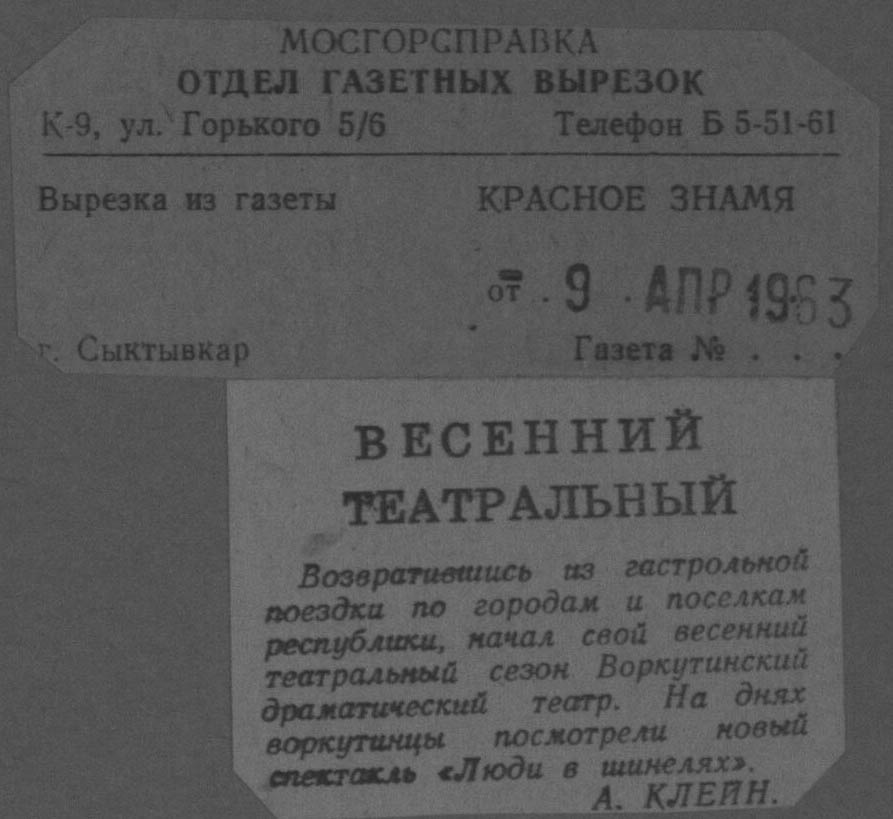 МОСГОРСПРАВКА
ОТДЕЛ ГАЗЕТНЫХ ВЫРЕЗОК
К-9, ул. Горького 5/6 Телефон Б 5-51-61
Вырезка из газеты КРАСНОЕ ЗНАМЯ
от . 9 . АПР 1963
г. Сыктывкар Газета № . . .
ВЕСЕННИЙ
ТЕАТРАЛЬНЫЙ
Возвратившись из гастрольной
поездки по городам и поселкам
республики, начал свой весенний
театральный сезон Воркутинский
драматический театр. На днях
воркутинцы посмотрели новый
спектакль «Люди в шинелях».
А. КЛЕЙН.